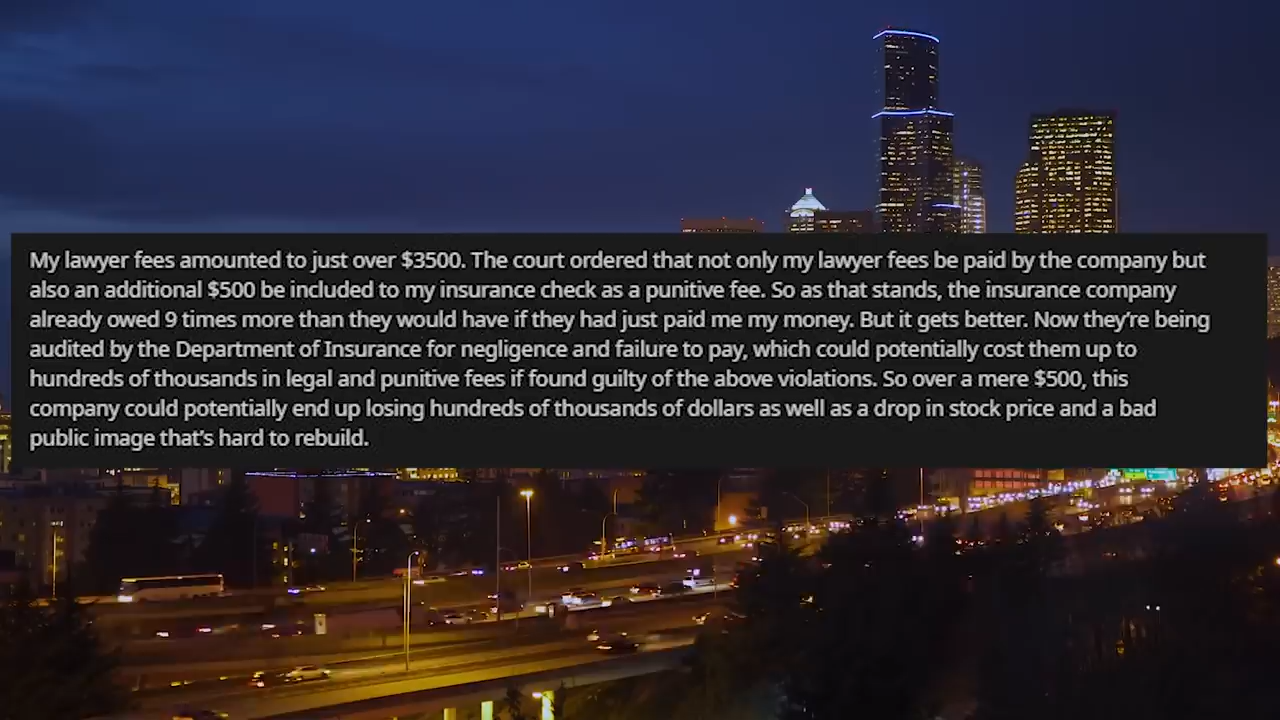 My lawyer fees amounted to just over $3500. The court ordered that not only my lawyer fees be paid by the company but
also an additional $500 be included to my insurance check as a punitive fee. So as that stands, the insurance company
already owed 9 times more than they would have if they had just paid me my money. But it gets better. Now they're being
audited by the Department of Insurance for negligence and failure to pay, which could potentially cost them up to
hundreds of thousands in legal and punitive fees if found guilty of the above violations. So over a mere $500, this
company could potentially end up losing hundreds of thousands of dollars as well as a drop in stock price and a bad
public image that's hard to rebuild.